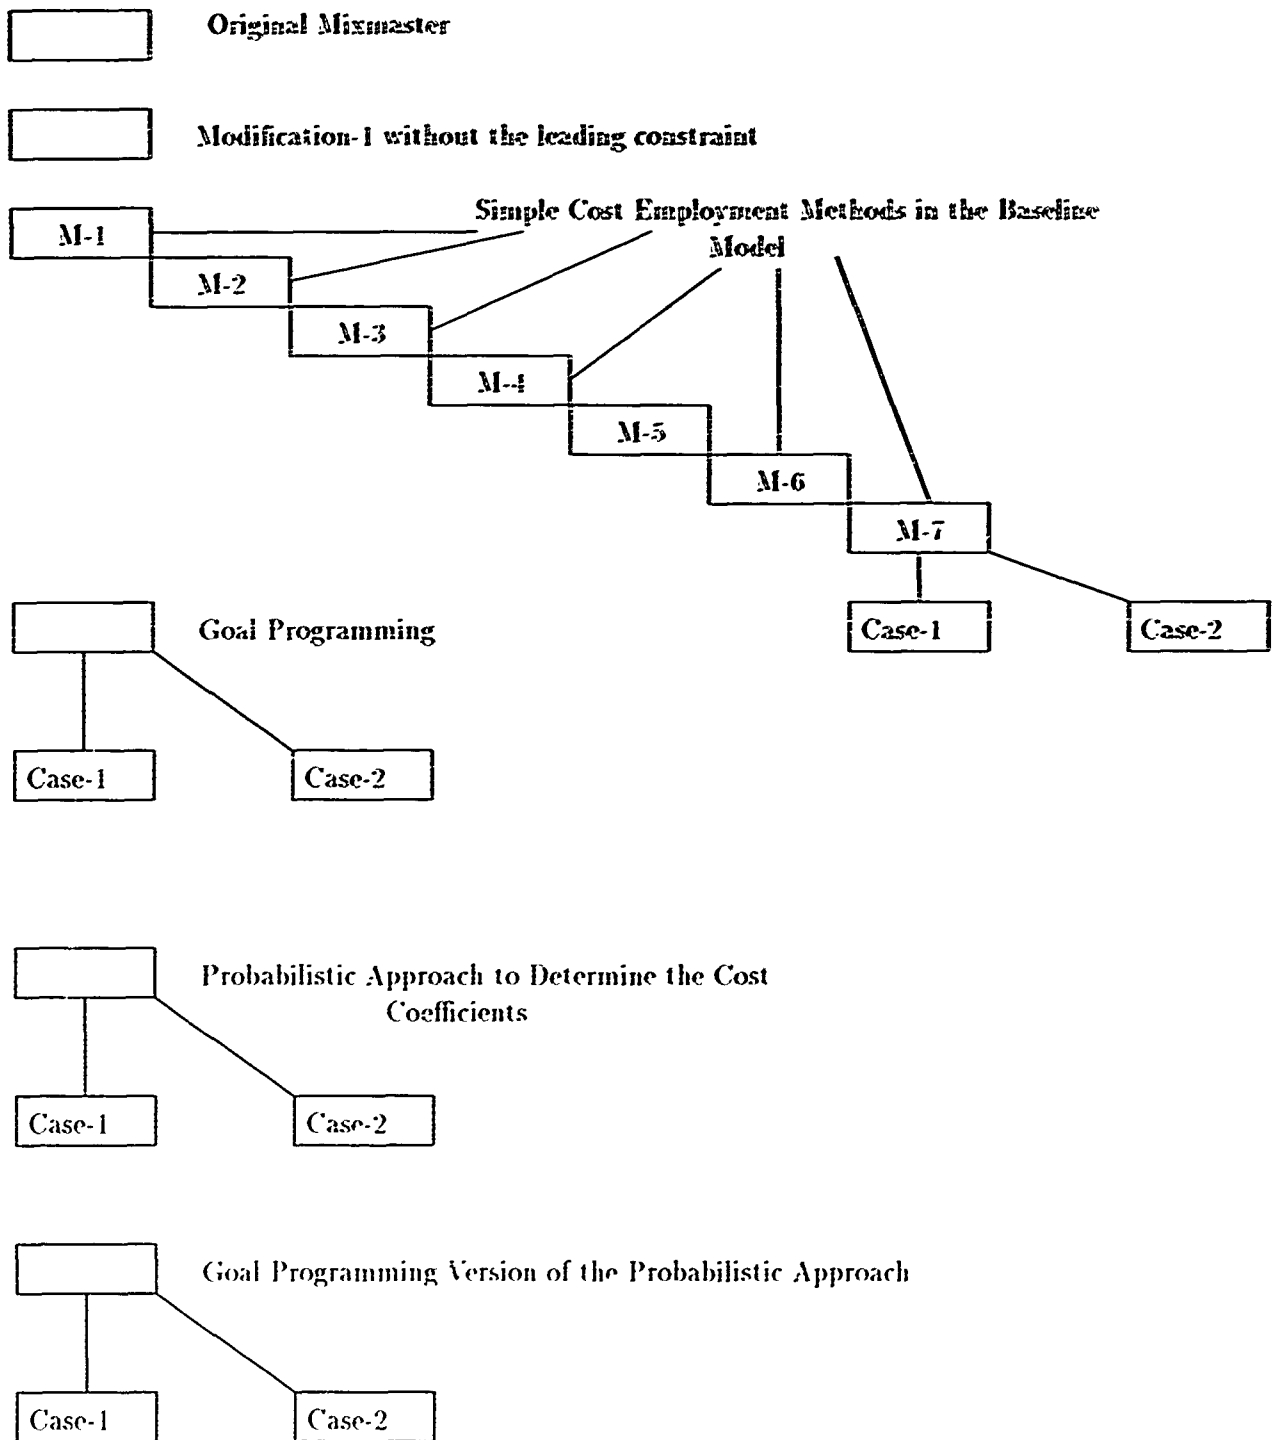 Original Mixmaster
Modification-1 without the leading constraint
Simple Cost Employment Methods in the Baseline
Model
M-1
M-2
M-3
M-4
M-5
M-6
M-7
Case-1
Case-2
Goal Programming
Case-1
Case-2
Probabilistic Approach to Determine the Cost
Coefficients
Case-1
Case-2
Goal Programming Version of the Probabilistic Approach
Case-1
Case-2